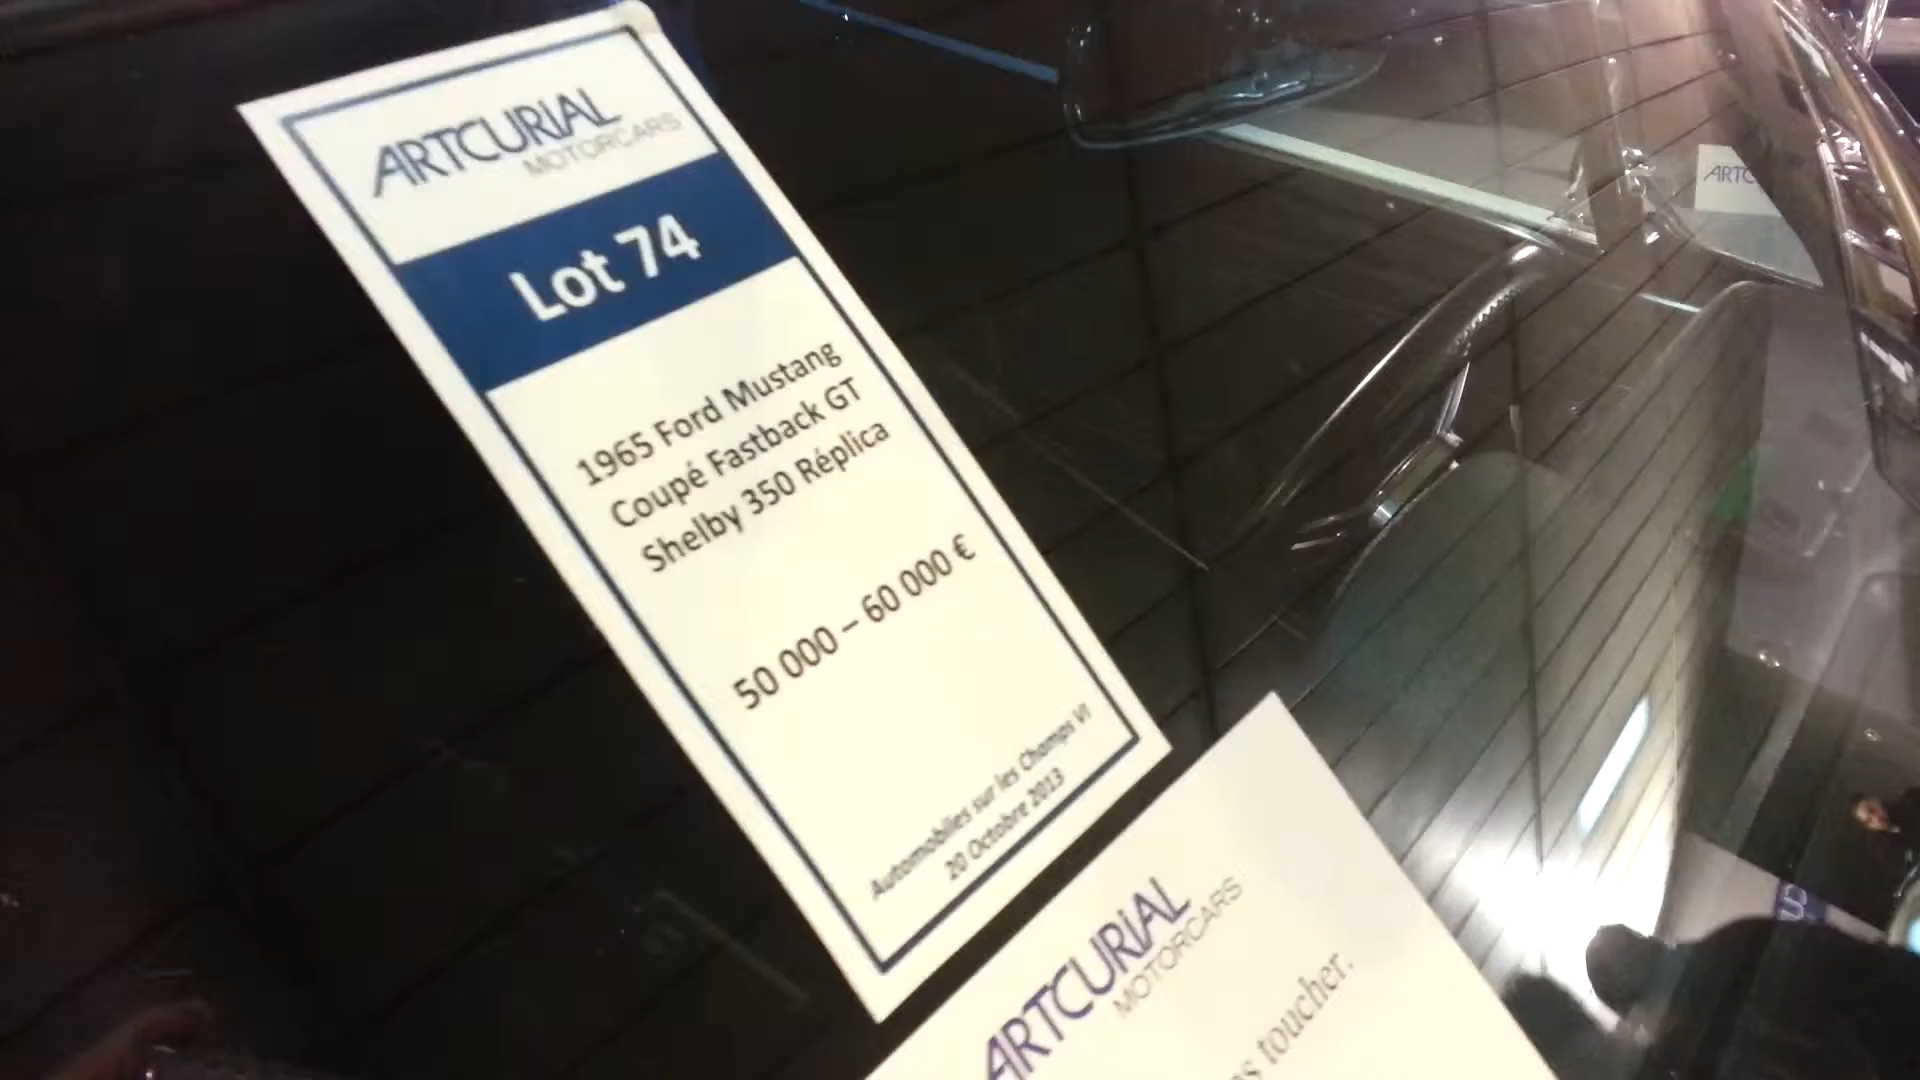 ARTCURIAL
MOTORCARS
Lot 74
1965 Ford Mustang
Coupé Fastback GT
Shelby 350 Réplica
50 000 – 60 000 €
Automobiles sur les Champs VI
20 Octobre 2013
ARTCURIAL
MOTORCARS
toucher.
ARTC